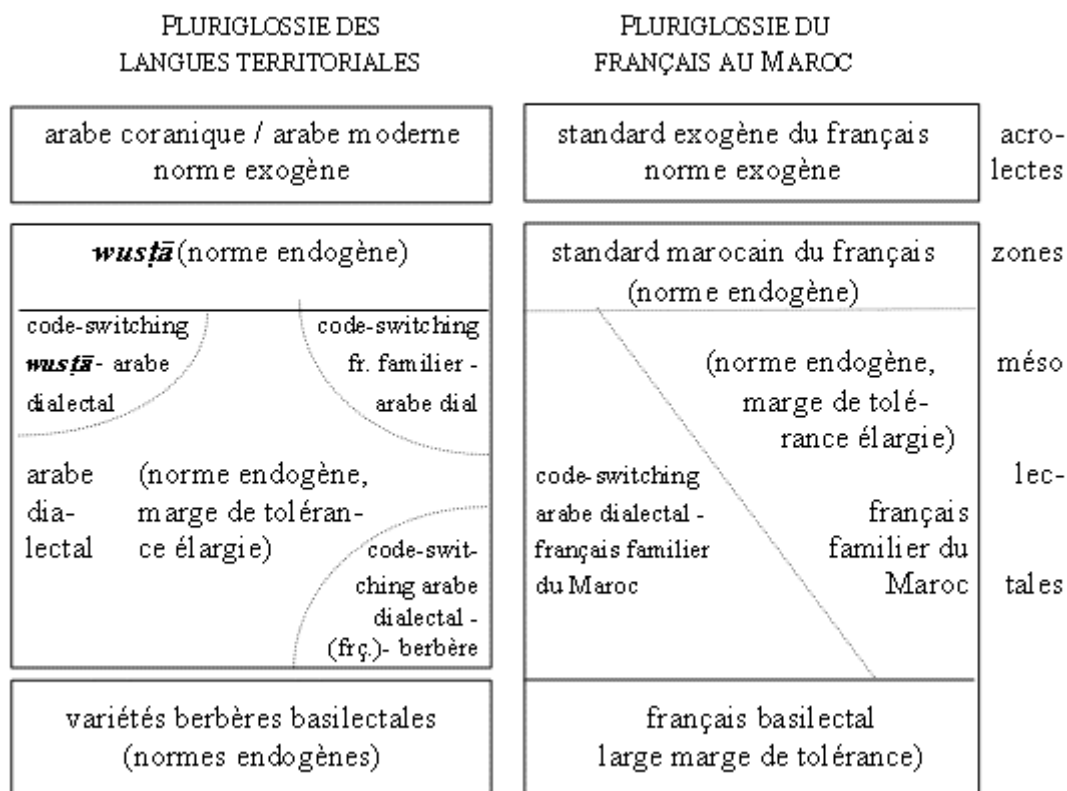 PLURIGLOSSIE DES
LANGUES TERRITORIALES
arabe coranique / arabe moderne
norme exogène
wusṭā (norme endogène)
code-switching
wusṭā - arabe
dialectal
code-switching
fr. familier -
arabe dial
arabe
dia-
lectal
(norme endogène,
marge de toléran-
ce élargie)
code-swit-
ching arabe
dialectal -
(frç.)- berbère
variétés berbères basilectales
(normes endogènes)
PLURIGLOSSIE DU
FRANÇAIS AU MAROC
standard exogène du français
norme exogène
standard marocain du français
(norme endogène)
(norme endogène,
marge de tolé-
rance élargie)
code-switching
arabe dialectal -
français familier
du Maroc
français
familier du
Maroc
français basilectal
large marge de tolérance)
acro-
lectes
zones
méso
lec-
tales